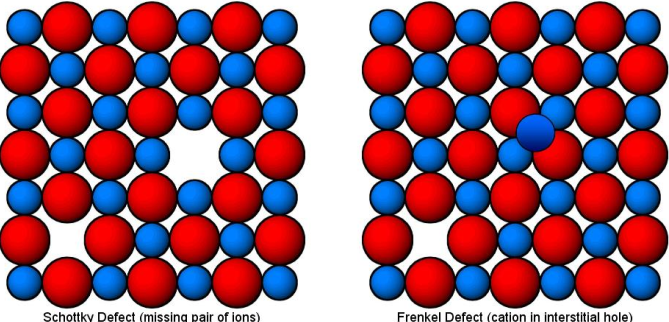 Schottky Defect (missing pair of ions)
Frenkel Defect (cation in interstitial hole)